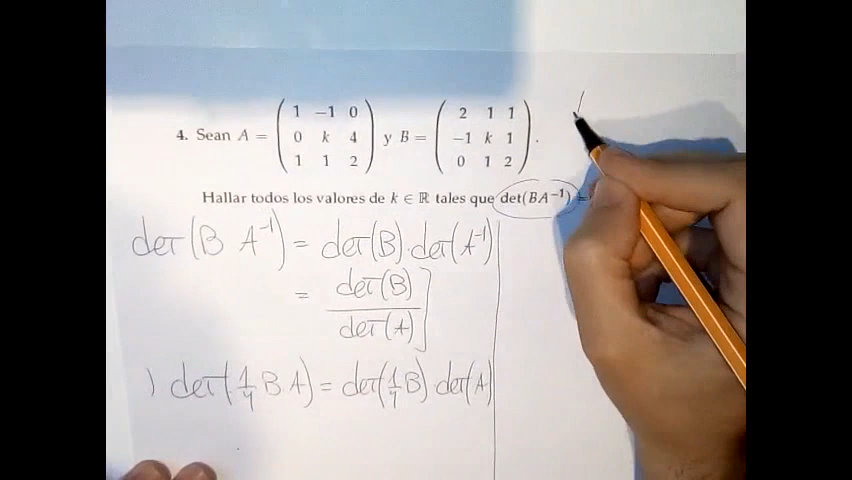 4. Sean A = ( 1 −1 0 ; 0 k 4 ; 1 1 2 ) y B = ( 2 1 1 ; −1 k 1 ; 0 1 2 ) .
Hallar todos los valores de k ∈ ℝ tales que det(BA⁻¹) =
det(B A⁻¹) = det(B)·det(A⁻¹)
= det(B) / det(A)
) det(1/4 B A) = det(1/4 B) det(A)